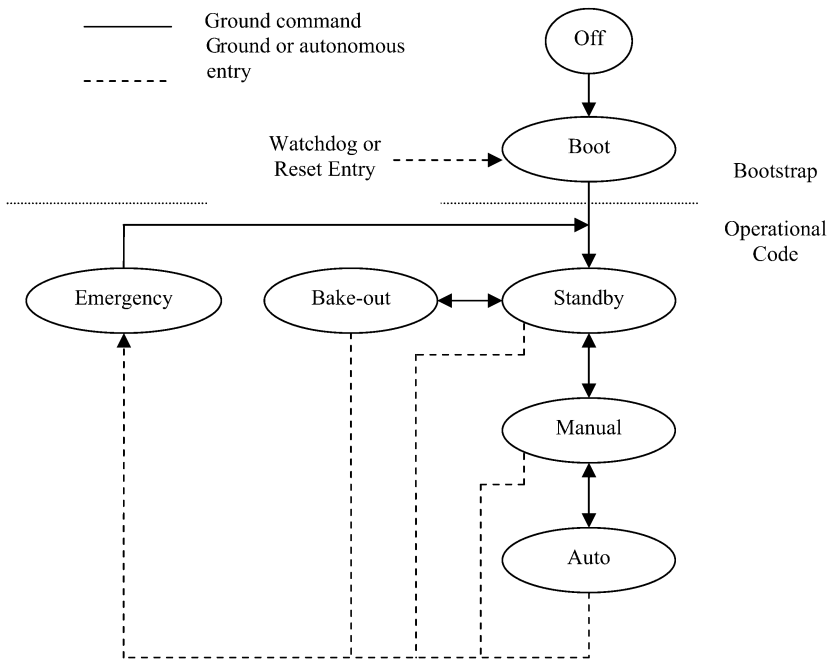 Ground command
Ground or autonomous
entry
Off
Boot
Watchdog or
Reset Entry
Bootstrap
Operational
Code
Emergency
Bake-out
Standby
Manual
Auto